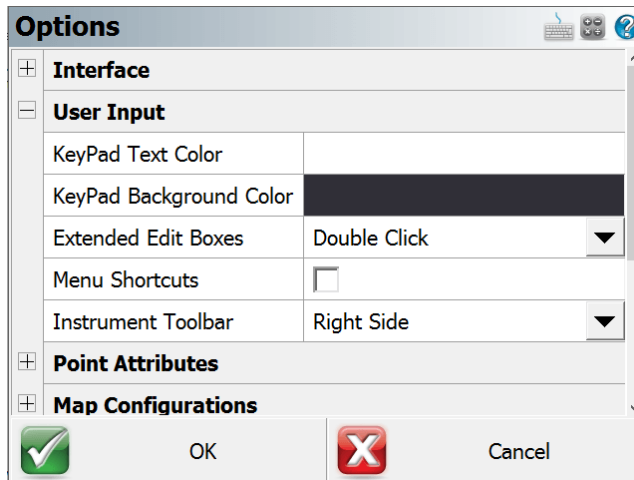 Options
Interface
User Input
KeyPad Text Color
KeyPad Background Color
Extended Edit Boxes Double Click
Menu Shortcuts
Instrument Toolbar Right Side
Point Attributes
Map Configurations
OK Cancel